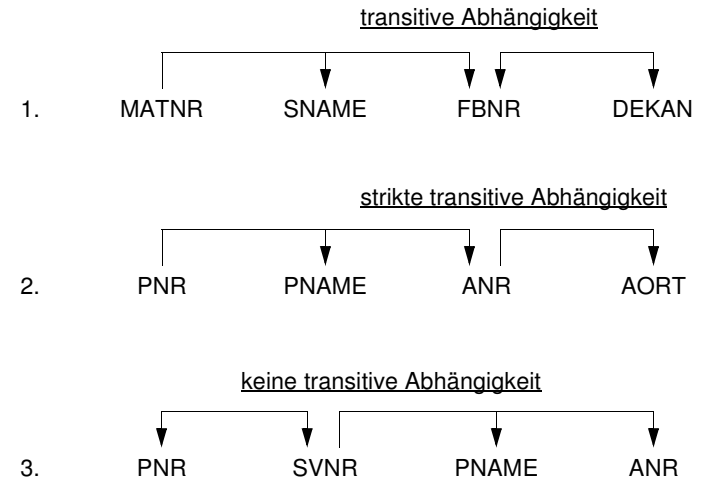 transitive Abhängigkeit
1. MATNR SNAME FBNR DEKAN
strikte transitive Abhängigkeit
2. PNR PNAME ANR AORT
keine transitive Abhängigkeit
3. PNR SVNR PNAME ANR